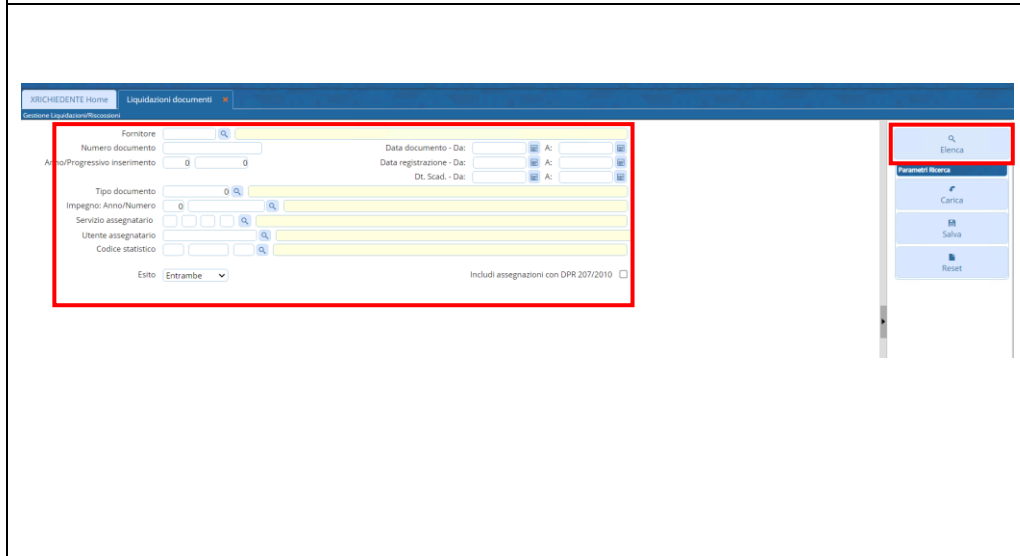 XRICHIEDENTE Home Liquidazioni documenti ×
Gestione Liquidazioni/Riscossioni
Fornitore
Numero documento Data documento - Da: A:
Anno/Progressivo inserimento 0 0 Data registrazione - Da: A:
Dt. Scad. - Da: A:
Tipo documento 0
Impegno: Anno/Numero 0
Servizio assegnatario
Utente assegnatario
Codice statistico
Esito Entrambe Includi assegnazioni con DPR 207/2010
Elenca
Parametri Ricerca
Carica
Salva
Reset